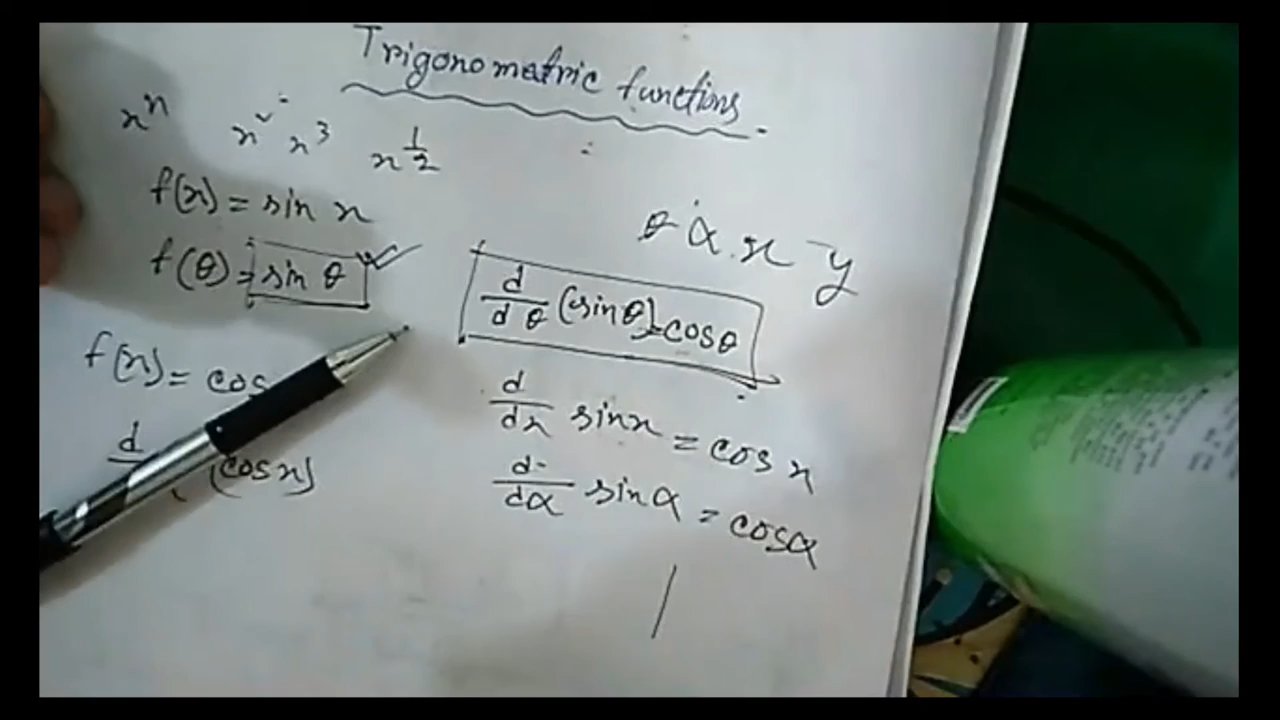 Trigonometric functions
xⁿ x² x³ x^1/2
f(x) = sin x
θ α x y
f(θ) = sin θ
d/dθ (sin θ) = cos θ
f(x) = cos
d/dx sin x = cos x
d (cos x)
d/dα sin α = cos α